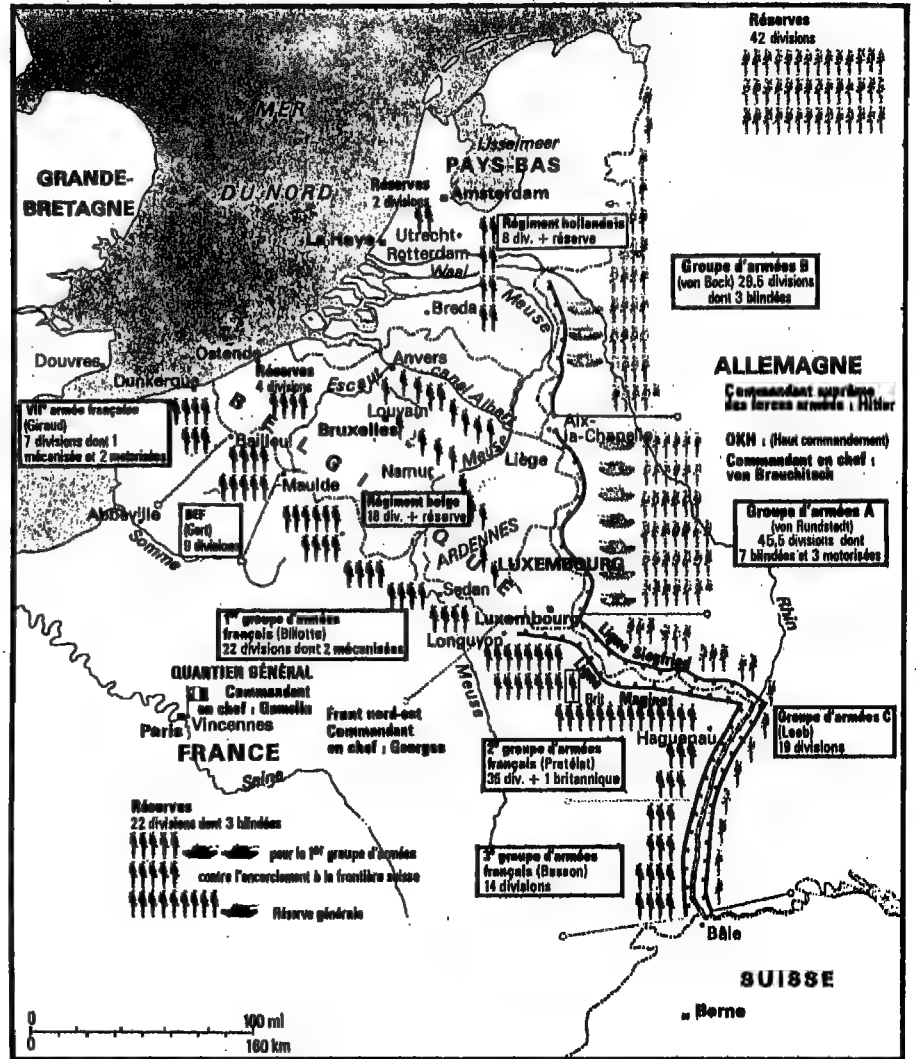 Réserves
42 divisions
MER
DU NORD
GRANDE-
BRETAGNE
IJsselmeer
PAYS-BAS
Amsterdam
Réserves
2 divisions
La Haye
Utrecht
Rotterdam
Waal
Régiment hollandais
8 div. + réserve
Groupe d'armées B
(von Bock) 29,5 divisions
dont 3 blindées
Breda
Meuse
Douvres
Ostende
Dunkerque
Réserves
4 divisions
Anvers
Escaut
canal Albert
ALLEMAGNE
Commandant suprême
des forces armées : Hitler
OKH : (Haut commandement)
Commandant en chef :
von Brauchitsch
VIIe armée française
(Giraud)
7 divisions dont 1
mécanisée et 2 motorisées
BELGIQUE
Louvain
Bruxelles
Bailleul
Meuse
Aix-
la-Chapelle
Liège
Namur
Maulde
Abbeville
Somme
BEF
(Gort)
9 divisions
Régiment belge
18 div. + réserve
Groupe d'armées A
(von Rundstedt)
45,5 divisions dont
7 blindées et 3 motorisées
ARDENNES
LUXEMBOURG
Sedan
Luxembourg
Longuyon
Rhin
1er groupe d'armées
français (Billotte)
22 divisions dont 2 mécanisées
Ligne Siegfried
Ligne Maginot
Brit
Meuse
QUARTIER GÉNÉRAL
Commandant
en chef : Gamelin
Paris
Vincennes
FRANCE
Seine
Front nord-est
Commandant
en chef : Georges
Haguenau
Groupe d'armées C
(Leeb)
19 divisions
2e groupe d'armées
français (Pretélat)
35 div. + 1 britannique
Réserves
22 divisions dont 3 blindées
pour le 1er groupe d'armées
contre l'encerclement à la frontière suisse
Réserve générale
3e groupe d'armées
français (Besson)
14 divisions
Bâle
SUISSE
Berne
0 100 ml
0 160 km